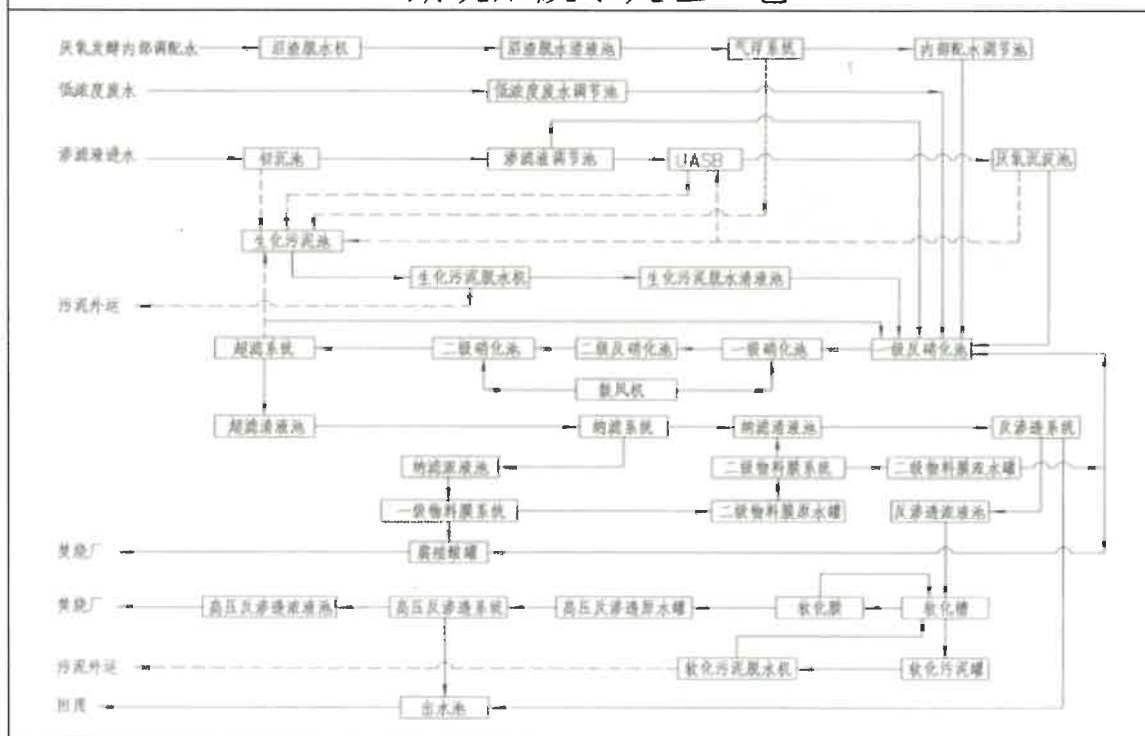 厌氧发酵内部调配水 沼渣脱水机 沼渣脱水清液池 气浮系统 内部配水调节池
低浓度废水 低浓度废水调节池
渗滤液进水 初沉池 渗滤液调节池 UASB 厌氧沉淀池
生化污泥池
生化污泥脱水机 生化污泥脱水清液池
污泥外运
超滤系统 二级硝化池 二级反硝化池 一级硝化池 一级反硝化池
鼓风机
超滤清液池 纳滤系统 纳滤清液池 反渗透系统
纳滤浓液池 二级物料膜系统 二级物料膜浓水罐
一级物料膜系统 二级物料膜原水罐 反渗透浓液池
焚烧厂 腐植酸罐
焚烧厂 高压反渗透浓液池 高压反渗透系统 高压反渗透原水罐 软化膜 软化槽
污泥外运 软化污泥脱水机 软化污泥罐
回用 出水池